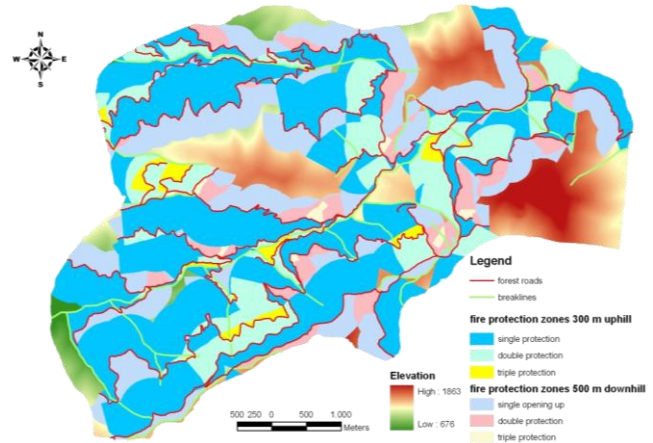 N
W E
S
Legend
forest roads
breaklines
fire protection zones 300 m uphill
single protection
double protection
triple protection
fire protection zones 500 m downhill
single opening up
double protection
triple protection
Elevation
High : 1863
Low : 676
500 250 0 500 1.000
Meters